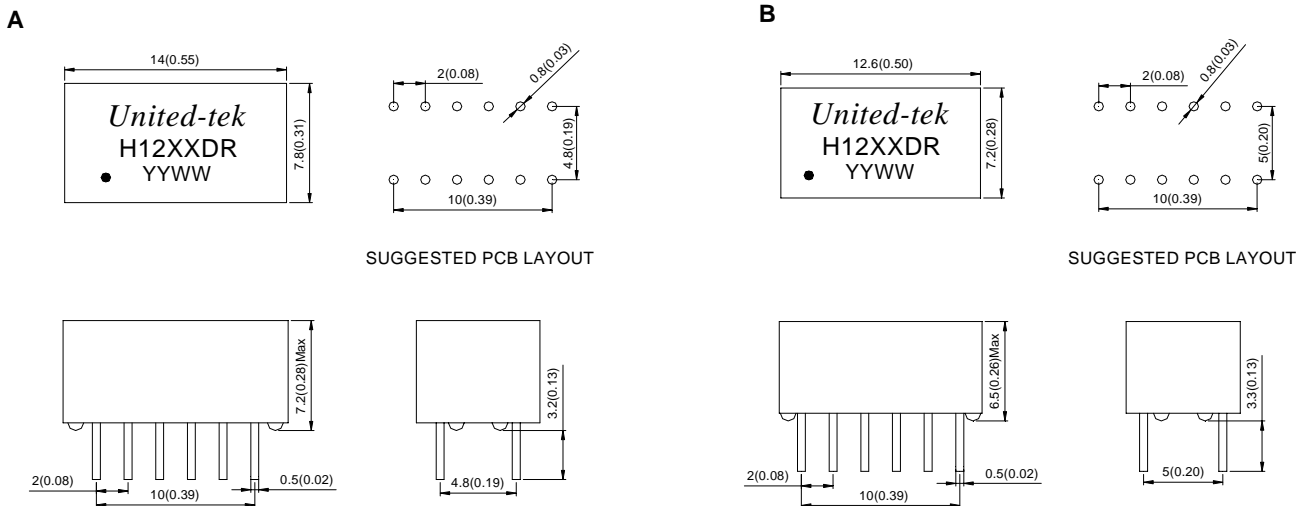 A
14(0.55)
United-tek
H12XXDR
YYWW
7.8(0.31)
2(0.08)
0.8(0.03)
4.8(0.19)
10(0.39)
SUGGESTED PCB LAYOUT
7.2(0.28)Max
2(0.08)
10(0.39)
0.5(0.02)
3.2(0.13)
4.8(0.19)
B
12.6(0.50)
United-tek
H12XXDR
YYWW
7.2(0.28)
2(0.08)
0.8(0.03)
5(0.20)
10(0.39)
SUGGESTED PCB LAYOUT
6.5(0.26)Max
2(0.08)
10(0.39)
0.5(0.02)
3.3(0.13)
5(0.20)